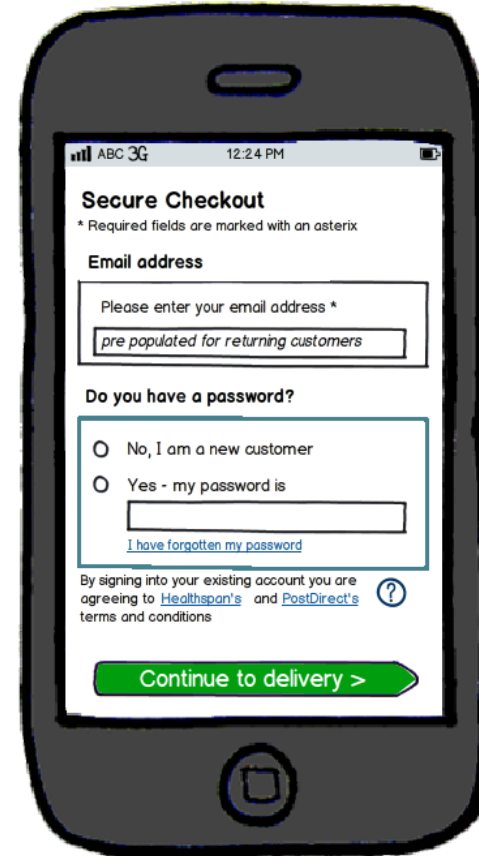 ABC 3G 12:24 PM
Secure Checkout
* Required fields are marked with an asterix
Email address
Please enter your email address *
pre populated for returning customers
Do you have a password?
No, I am a new customer
Yes - my password is
I have forgotten my password
By signing into your existing account you are
agreeing to Healthspan's and PostDirect's
terms and conditions
?
Continue to delivery >